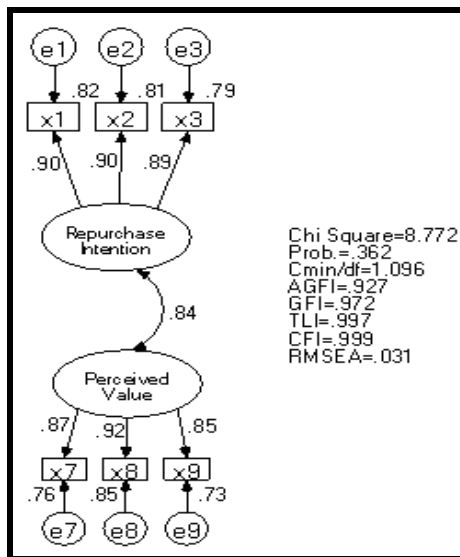 e1 e2 e3
.82 .81 .79
x1 x2 x3
.90 .90 .89
Repurchase
Intention
Chi Square=8.772
Prob.=.362
Cmin/df=1.096
AGFI=.927
GFI=.972
TLI=.997
CFI=.999
RMSEA=.031
.84
Perceived
Value
.87 .92 .85
x7 x8 x9
.76 .85 .73
e7 e8 e9